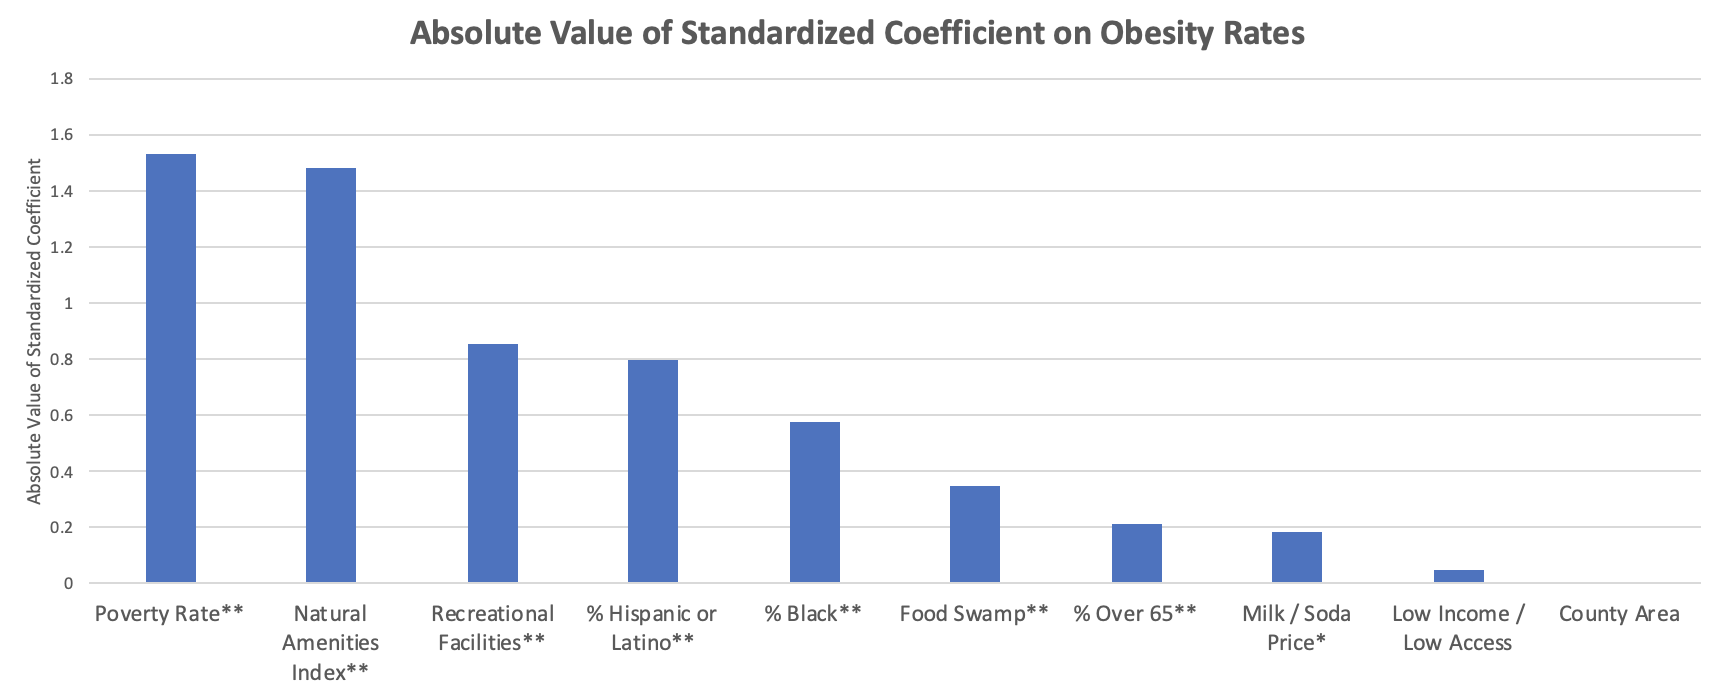 Absolute Value of Standardized Coefficient on Obesity Rates
Absolute Value of Standardized Coefficient
1.8
1.6
1.4
1.2
1
0.8
0.6
0.4
0.2
0
Poverty Rate**
Natural
Amenities
Index**
Recreational
Facilities**
% Hispanic or
Latino**
% Black**
Food Swamp**
% Over 65**
Milk / Soda
Price*
Low Income /
Low Access
County Area